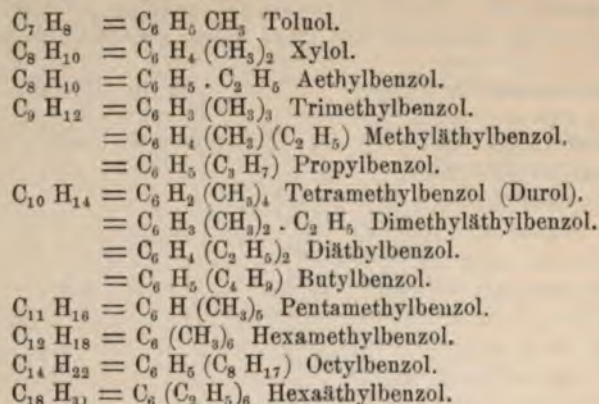 C₇ H₈ = C₆ H₅ CH₃ Toluol.
C₈ H₁₀ = C₆ H₄ (CH₃)₂ Xylol.
C₈ H₁₀ = C₆ H₅ . C₂ H₅ Aethylbenzol.
C₉ H₁₂ = C₆ H₃ (CH₃)₃ Trimethylbenzol.
= C₆ H₄ (CH₃) (C₂ H₅) Methyläthylbenzol.
= C₆ H₅ (C₃ H₇) Propylbenzol.
C₁₀ H₁₄ = C₆ H₂ (CH₃)₄ Tetramethylbenzol (Durol).
= C₆ H₃ (CH₃)₂ . C₂ H₅ Dimethyläthylbenzol.
= C₆ H₄ (C₂ H₅)₂ Diäthylbenzol.
= C₆ H₅ (C₄ H₉) Butylbenzol.
C₁₁ H₁₆ = C₆ H (CH₃)₅ Pentamethylbenzol.
C₁₂ H₁₈ = C₆ (CH₃)₆ Hexamethylbenzol.
C₁₄ H₂₂ = C₆ H₅ (C₈ H₁₇) Octylbenzol.
C₁₈ H₃₁ = C₆ (C₂ H₅)₆ Hexaäthylbenzol.